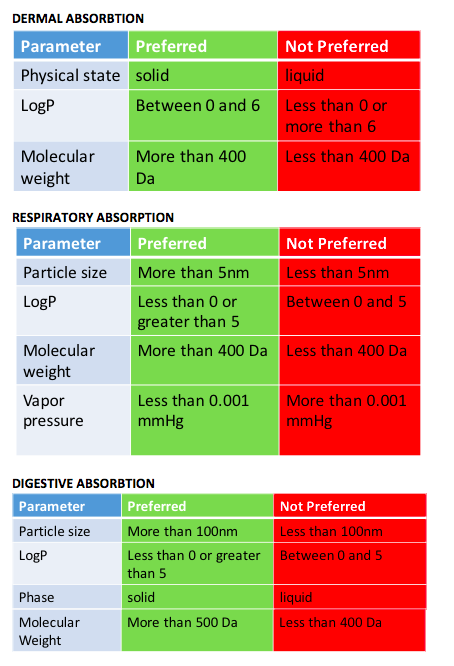 DERMAL ABSORBTION
Parameter Preferred Not Preferred
Physical state solid liquid
LogP Between 0 and 6 Less than 0 or
more than 6
Molecular More than 400 Less than 400 Da
weight Da
RESPIRATORY ABSORPTION
Parameter Preferred Not Preferred
Particle size More than 5nm Less than 5nm
LogP Less than 0 or Between 0 and 5
greater than 5
Molecular More than 400 Da Less than 400 Da
weight
Vapor Less than 0.001 More than 0.001
pressure mmHg mmHg
DIGESTIVE ABSORBTION
Parameter Preferred Not Preferred
Particle size More than 100nm Less than 100nm
LogP Less than 0 or greater Between 0 and 5
than 5
Phase solid liquid
Molecular More than 500 Da Less than 400 Da
Weight